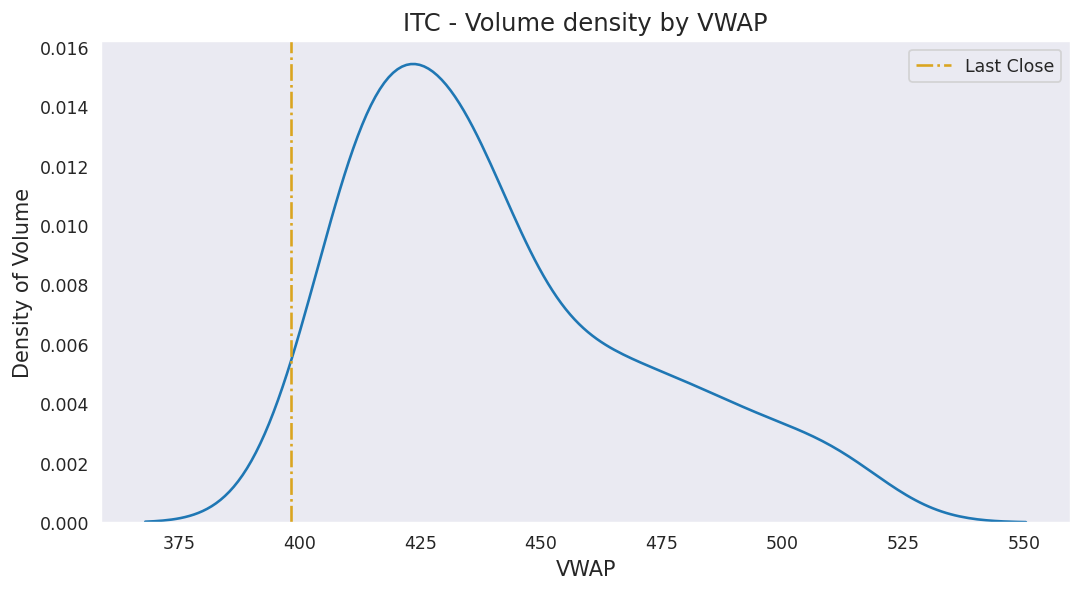 ITC - Volume density by VWAP
Last Close
Density of Volume
0.016
0.014
0.012
0.010
0.008
0.006
0.004
0.002
0.000
375 400 425 450 475 500 525 550
VWAP